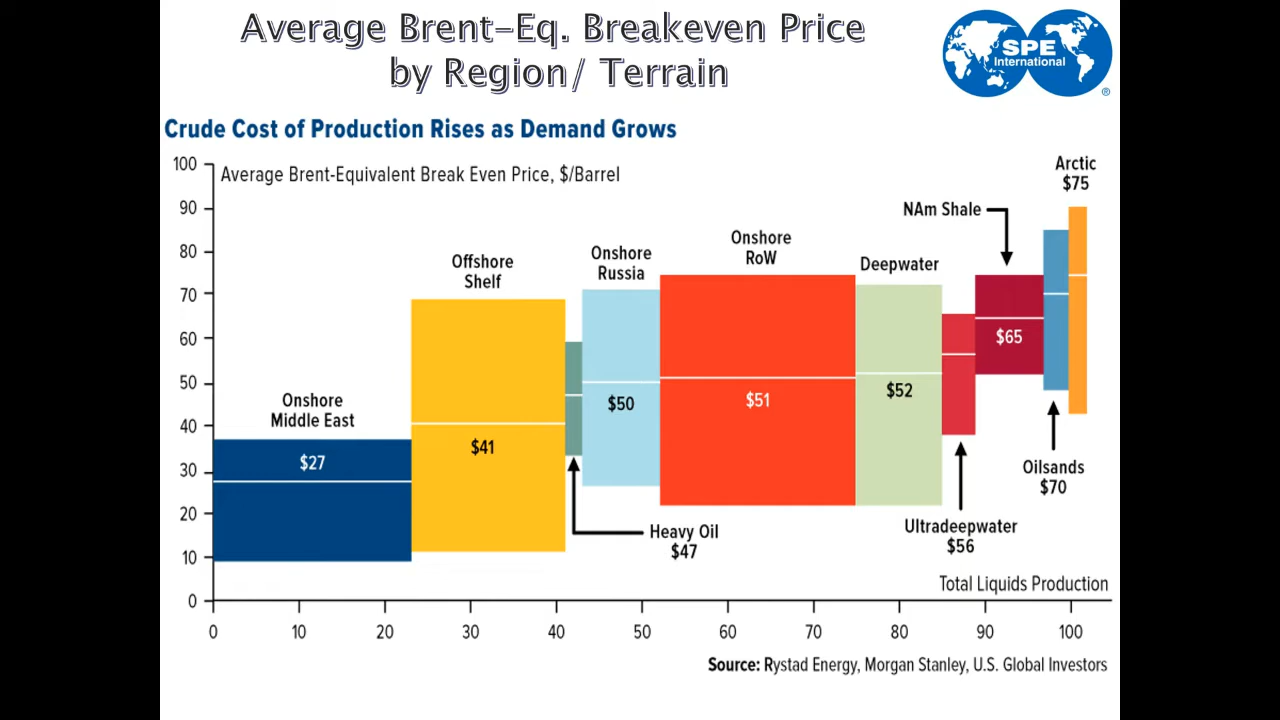 Average Brent-Eq. Breakeven Price
by Region/ Terrain
SPE
International
®
Crude Cost of Production Rises as Demand Grows
Average Brent-Equivalent Break Even Price, $/Barrel
100
90
80
70
60
50
40
30
20
10
0
Onshore
Middle East
$27
Offshore
Shelf
$41
Heavy Oil
$47
Onshore
Russia
$50
Onshore
RoW
$51
Deepwater
$52
Ultradeepwater
$56
NAm Shale
$65
Oilsands
$70
Arctic
$75
Total Liquids Production
0 10 20 30 40 50 60 70 80 90 100
Source: Rystad Energy, Morgan Stanley, U.S. Global Investors